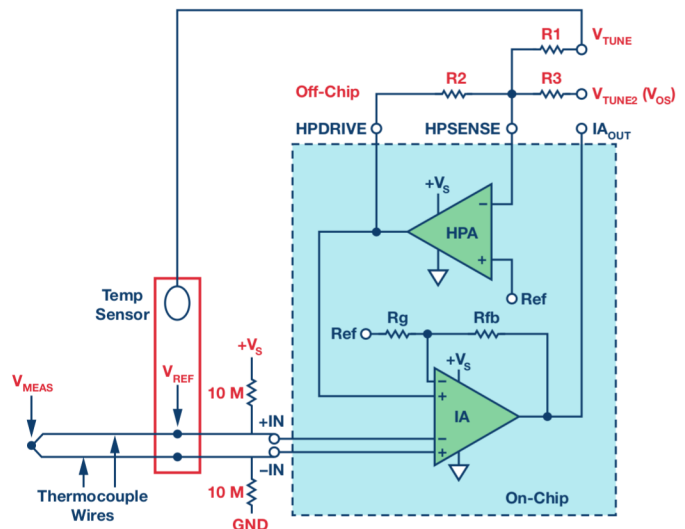 R1
V_TUNE
Off-Chip
R2
R3
V_TUNE2 (V_OS)
HPDRIVE
HPSENSE
IA_OUT
+V_S
−
HPA
+
Ref
Temp
Sensor
Ref
Rg
Rfb
+V_S
V_MEAS
V_REF
10 M
+V_S
−
+
IA
+IN
−
−IN
+
Thermocouple
Wires
10 M
GND
On-Chip